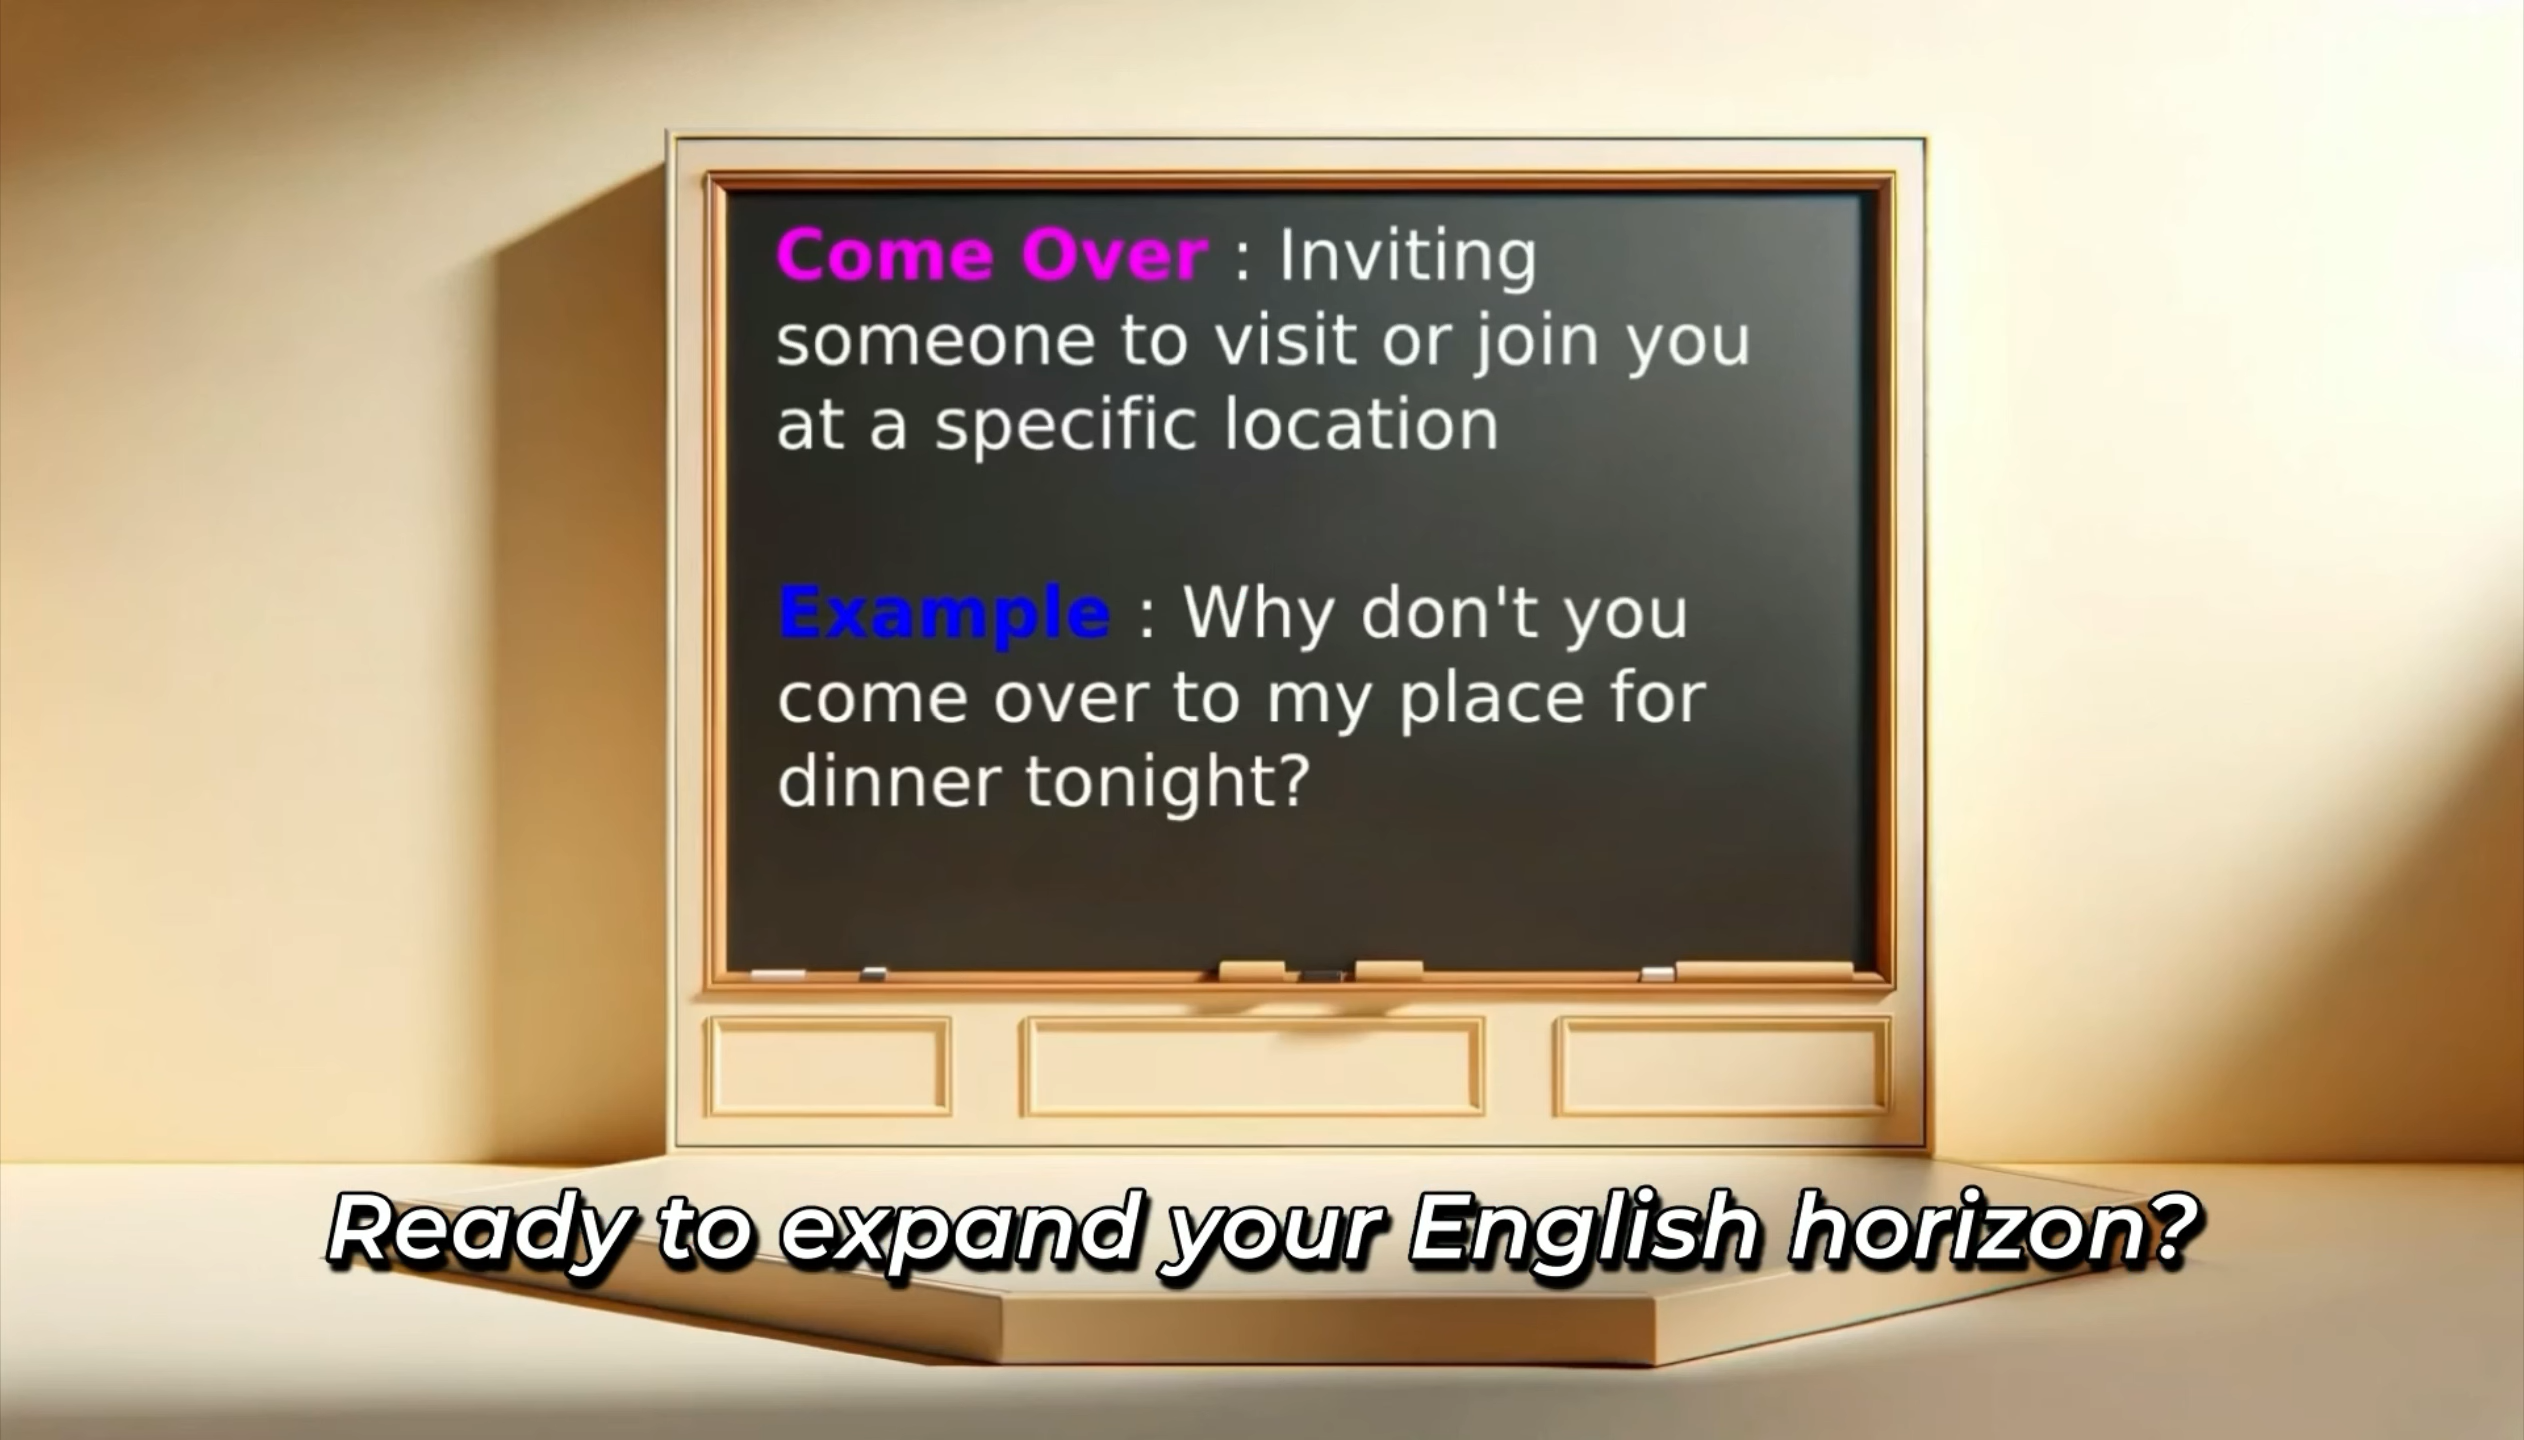 Come Over : Inviting
someone to visit or join you
at a specific location
Example : Why don't you
come over to my place for
dinner tonight?
Ready to expand your English horizon?